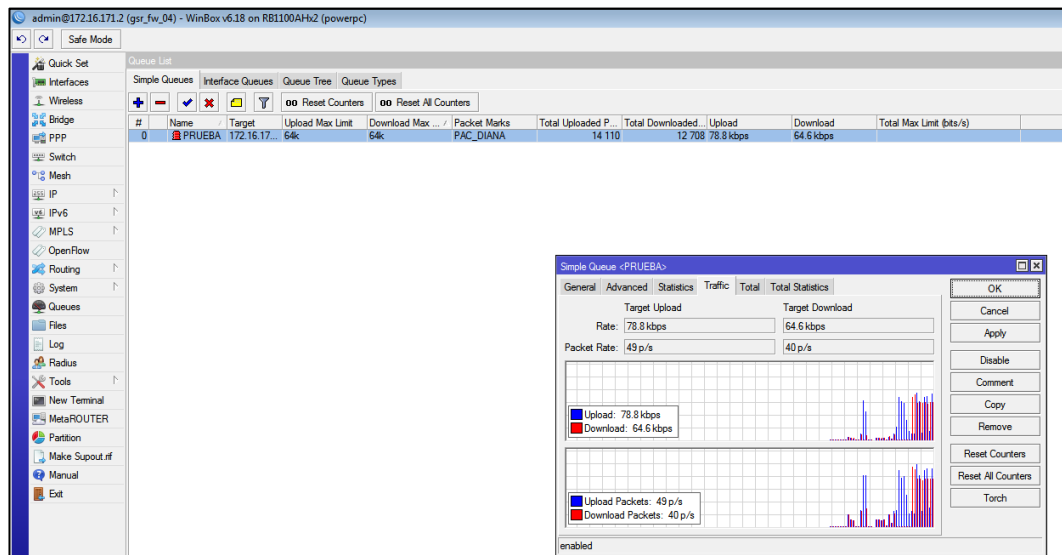 admin@172.16.171.2 (gsr_fw_04) - WinBox v6.18 on RB1100AHx2 (powerpc)
Safe Mode
Quick Set
Interfaces
Wireless
Bridge
PPP
Switch
Mesh
IP
IPv6
MPLS
OpenFlow
Routing
System
Queues
Files
Log
Radius
Tools
New Terminal
MetaROUTER
Partition
Make Supout.rif
Manual
Exit
Queue List
Simple Queues Interface Queues Queue Tree Queue Types
00 Reset Counters 00 Reset All Counters
# Name Target Upload Max Limit Download Max ... Packet Marks Total Uploaded P... Total Downloaded... Upload Download Total Max Limit (bits/s)
0 PRUEBA 172.16.17... 64k 64k PAC_DIANA 14 110 12 708 78.8 kbps 64.6 kbps
Simple Queue <PRUEBA>
General Advanced Statistics Traffic Total Total Statistics
Target Upload Target Download
Rate: 78.8 kbps 64.6 kbps
Packet Rate: 49 p/s 40 p/s
Upload: 78.8 kbps
Download: 64.6 kbps
Upload Packets: 49 p/s
Download Packets: 40 p/s
enabled
OK
Cancel
Apply
Disable
Comment
Copy
Remove
Reset Counters
Reset All Counters
Torch